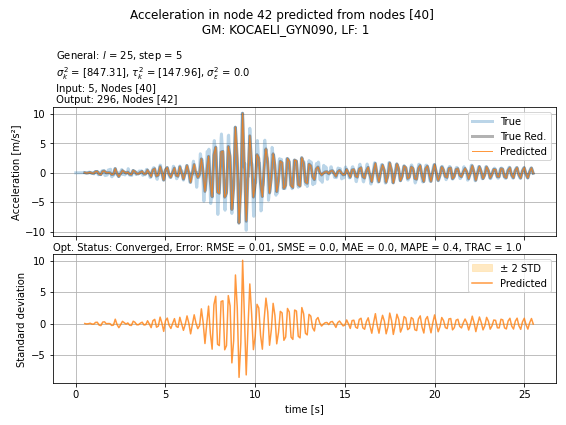 Acceleration in node 42 predicted from nodes [40]
GM: KOCAELI_GYN090, LF: 1
General: l = 25, step = 5
σ²ₖ = [847.31], τ²ₖ = [147.96], σ²ε = 0.0
Input: 5, Nodes [40]
Output: 296, Nodes [42]
10
5
0
−5
−10
Acceleration [m/s²]
True
True Red.
Predicted
Opt. Status: Converged, Error: RMSE = 0.01, SMSE = 0.0, MAE = 0.0, MAPE = 0.4, TRAC = 1.0
10
5
0
−5
Standard deviation
± 2 STD
Predicted
0 5 10 15 20 25
time [s]